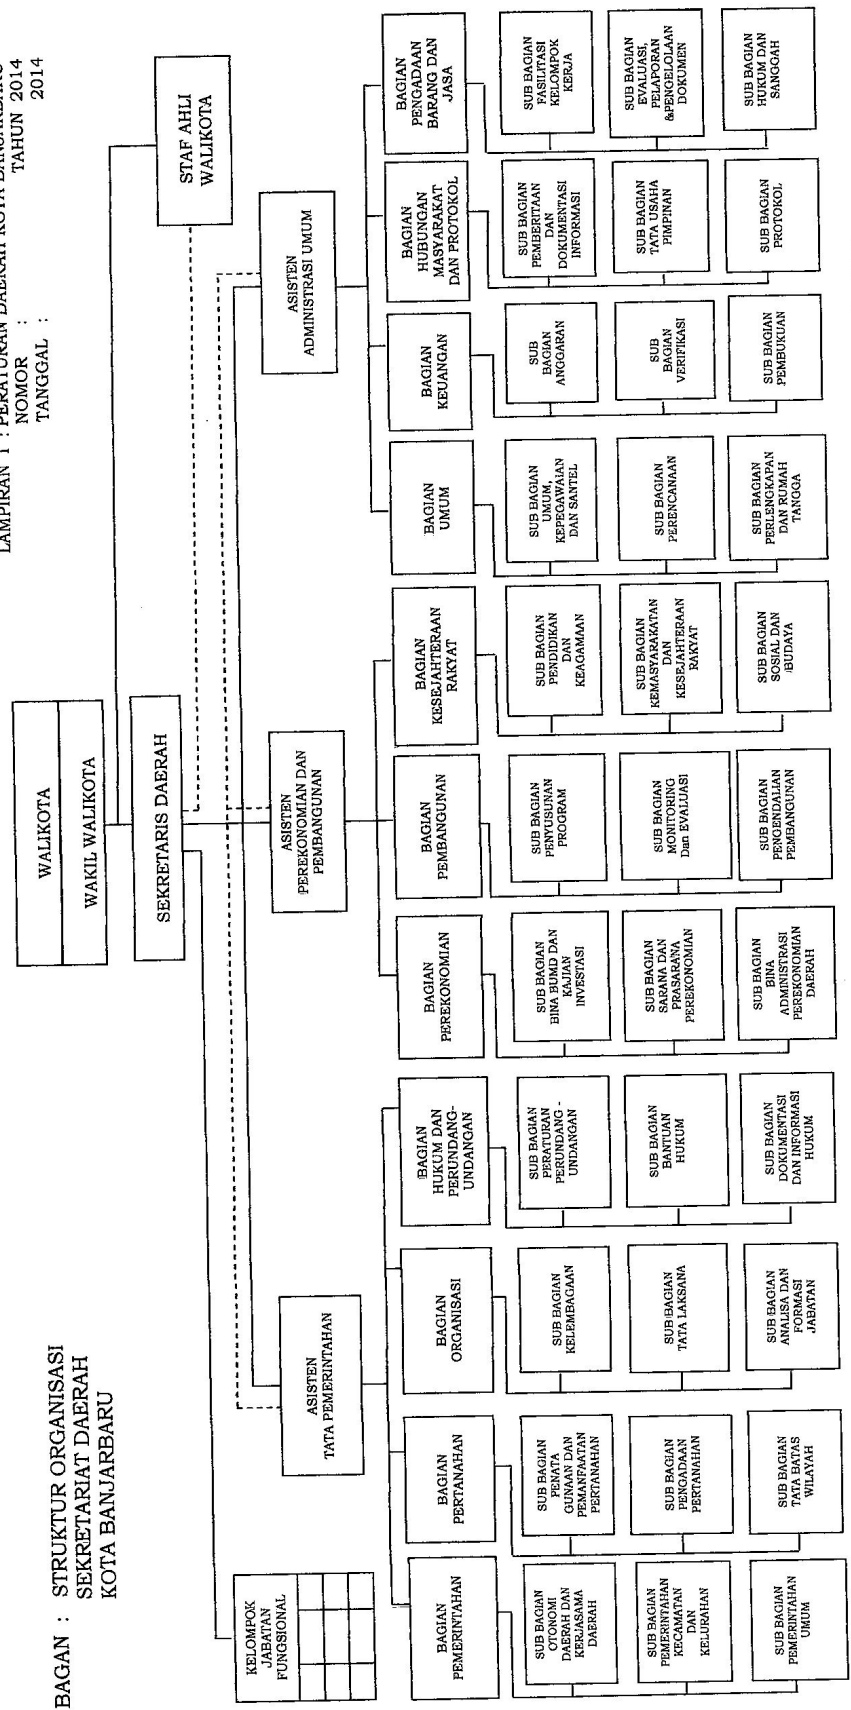 LAMPIRAN I : PERATURAN DAERAH KOTA BANJARBARU
NOMOR : TAHUN 2014
TANGGAL : 2014
BAGAN : STRUKTUR ORGANISASI
SEKRETARIAT DAERAH
KOTA BANJARBARU
WALIKOTA
WAKIL WALIKOTA
SEKRETARIS DAERAH
STAF AHLI
WALIKOTA
KELOMPOK
JABATAN
FUNGSIONAL
ASISTEN
TATA PEMERINTAHAN
ASISTEN
PEREKONOMIAN DAN
PEMBANGUNAN
ASISTEN
ADMINISTRASI UMUM
BAGIAN
PEMERINTAHAN
SUB BAGIAN
OTONOMI
DAERAH DAN
KERJASAMA
DAERAH
SUB BAGIAN
PEMERINTAHAN
KECAMATAN
DAN
KELURAHAN
SUB BAGIAN
PEMERINTAHAN
UMUM
BAGIAN
PERTANAHAN
SUB BAGIAN
PENATA
GUNAAN DAN
PEMANFAATAN
PERTANAHAN
SUB BAGIAN
PENGADAAN
PERTANAHAN
SUB BAGIAN
TATA BATAS
WILAYAH
BAGIAN
ORGANISASI
SUB BAGIAN
KELEMBAGAAN
SUB BAGIAN
TATA LAKSANA
SUB BAGIAN
ANALISA DAN
FORMASI
JABATAN
BAGIAN
HUKUM DAN
PERUNDANG-
UNDANGAN
SUB BAGIAN
PERATURAN
PERUNDANG -
UNDANGAN
SUB BAGIAN
BANTUAN
HUKUM
SUB BAGIAN
DOKUMENTASI
DAN INFORMASI
HUKUM
BAGIAN
PEREKONOMIAN
SUB BAGIAN
BINA BUMD DAN
KAJIAN
INVESTASI
SUB BAGIAN
SARANA DAN
PRASARANA
PEREKONOMIAN
SUB BAGIAN
BINA
ADMINISTRASI
PEREKONOMIAN
DAERAH
BAGIAN
PEMBANGUNAN
SUB BAGIAN
PENYUSUNAN
PROGRAM
SUB BAGIAN
MONITORING
Dan EVALUASI
SUB BAGIAN
PENGENDALIAN
PEMBANGUNAN
BAGIAN
KESEJAHTERAAN
RAKYAT
SUB BAGIAN
PENDIDIKAN
DAN
KEAGAMAAN
SUB BAGIAN
KEMASYARAKATAN
DAN
KESEJAHTERAAN
RAKYAT
SUB BAGIAN
SOSIAL DAN
BUDAYA
BAGIAN
UMUM
SUB BAGIAN
UMUM,
KEPEGAWAIAN
DAN SANTEL
SUB BAGIAN
PERENCANAAN
SUB BAGIAN
PERLENGKAPAN
DAN RUMAH
TANGGA
BAGIAN
KEUANGAN
SUB
BAGIAN
ANGGARAN
SUB
BAGIAN
VERIFIKASI
SUB BAGIAN
PEMBUKUAN
BAGIAN
HUBUNGAN
MASYARAKAT
DAN PROTOKOL
SUB BAGIAN
PEMBERITAAN
DAN
DOKUMENTASI
INFORMASI
SUB BAGIAN
TATA USAHA
PIMPINAN
SUB BAGIAN
PROTOKOL
BAGIAN
PENGADAAN
BARANG DAN
JASA
SUB BAGIAN
FASILITASI
KELOMPOK
KERJA
SUB BAGIAN
EVALUASI,
PELAPORAN
&PENGELOLAAN
DOKUMEN
SUB BAGIAN
HUKUM DAN
SANGGAH